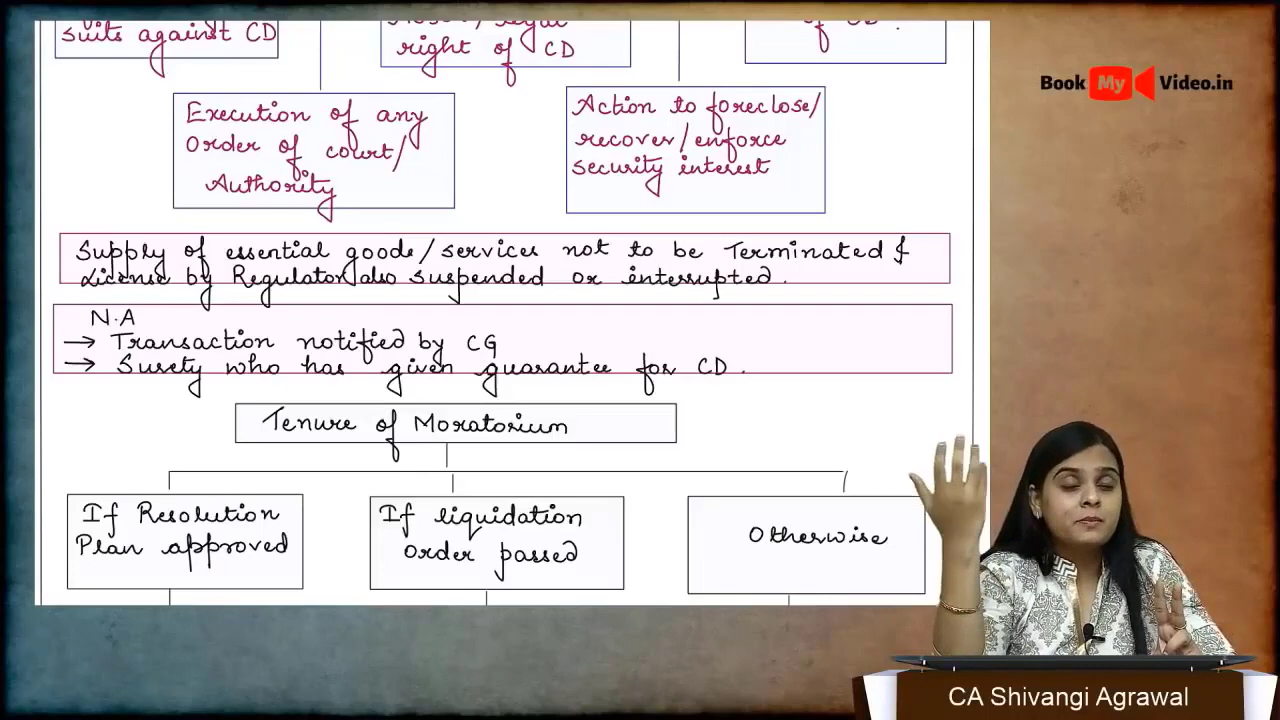 suits against CD
right of CD
of CD.
Execution of any
Order of court/
Authority
Action to foreclose/
recover/enforce
security interest
Supply of essential goods/services not to be Terminated &
License by Regulator also suspended or interrupted.
N.A
→ Transaction notified by CG
→ Surety who has given guarantee for CD.
Tenure of Moratorium
If Resolution
Plan approved
If liquidation
Order passed
Otherwise
Book My Video.in
CA Shivangi Agrawal